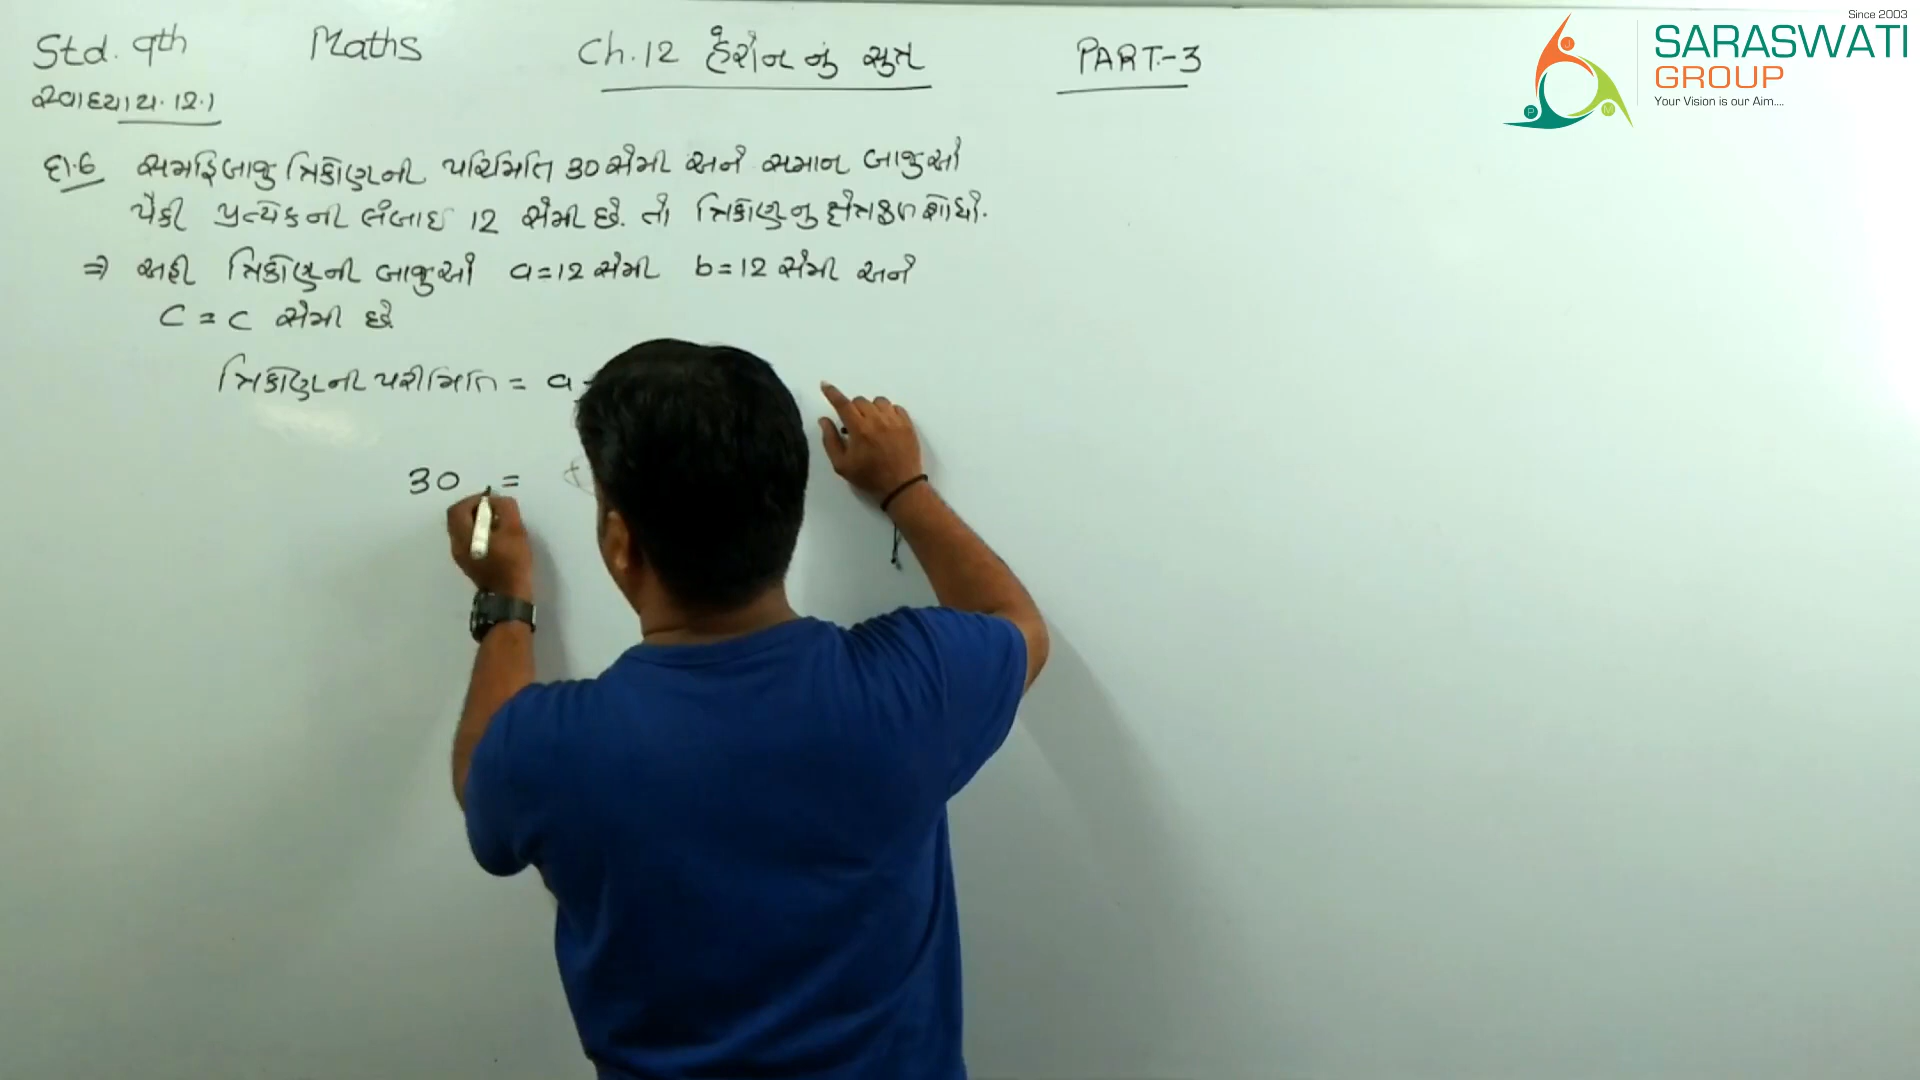 Std. 9th Maths Ch.12 હેરોન નું સુત્ર PART-3
સ્વાધ્યાય.12.1
દા.6 સમદ્વિબાજુ ત્રિકોણની પરિમિતિ 30 સેમી અને સમાન બાજુઓ
પૈકી પ્રત્યેકની લંબાઇ 12 સેમી છે. તો ત્રિકોણનુ ક્ષેત્રફળ શોધો.
⇒ અહી ત્રિકોણની બાજુઓ a=12 સેમી b=12 સેમી અને
c = c સેમી છે.
ત્રિકોણની પરીમિતિ = a
30 =
Since 2003
SARASWATI
GROUP
Your Vision is our Aim....
J
P
M